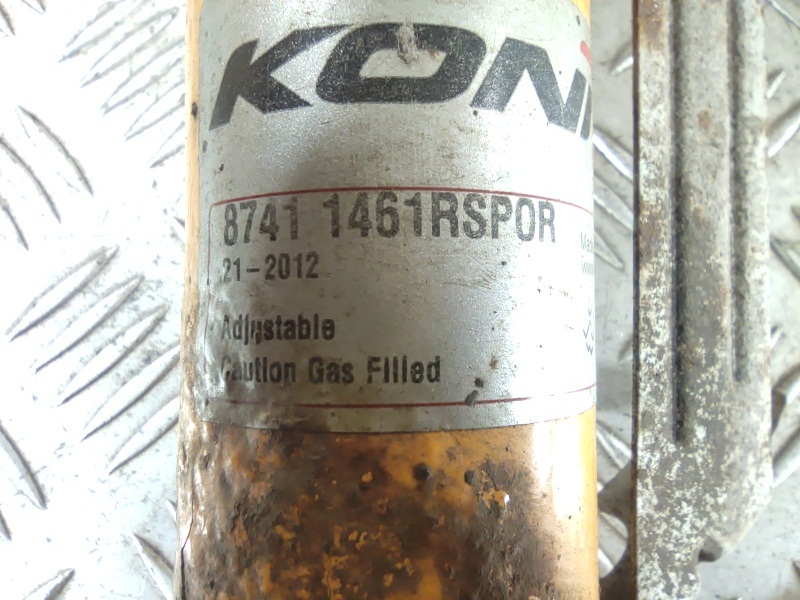 KONI
8741 1461RSPOR
21-2012
Adjustable
Caution Gas Filled